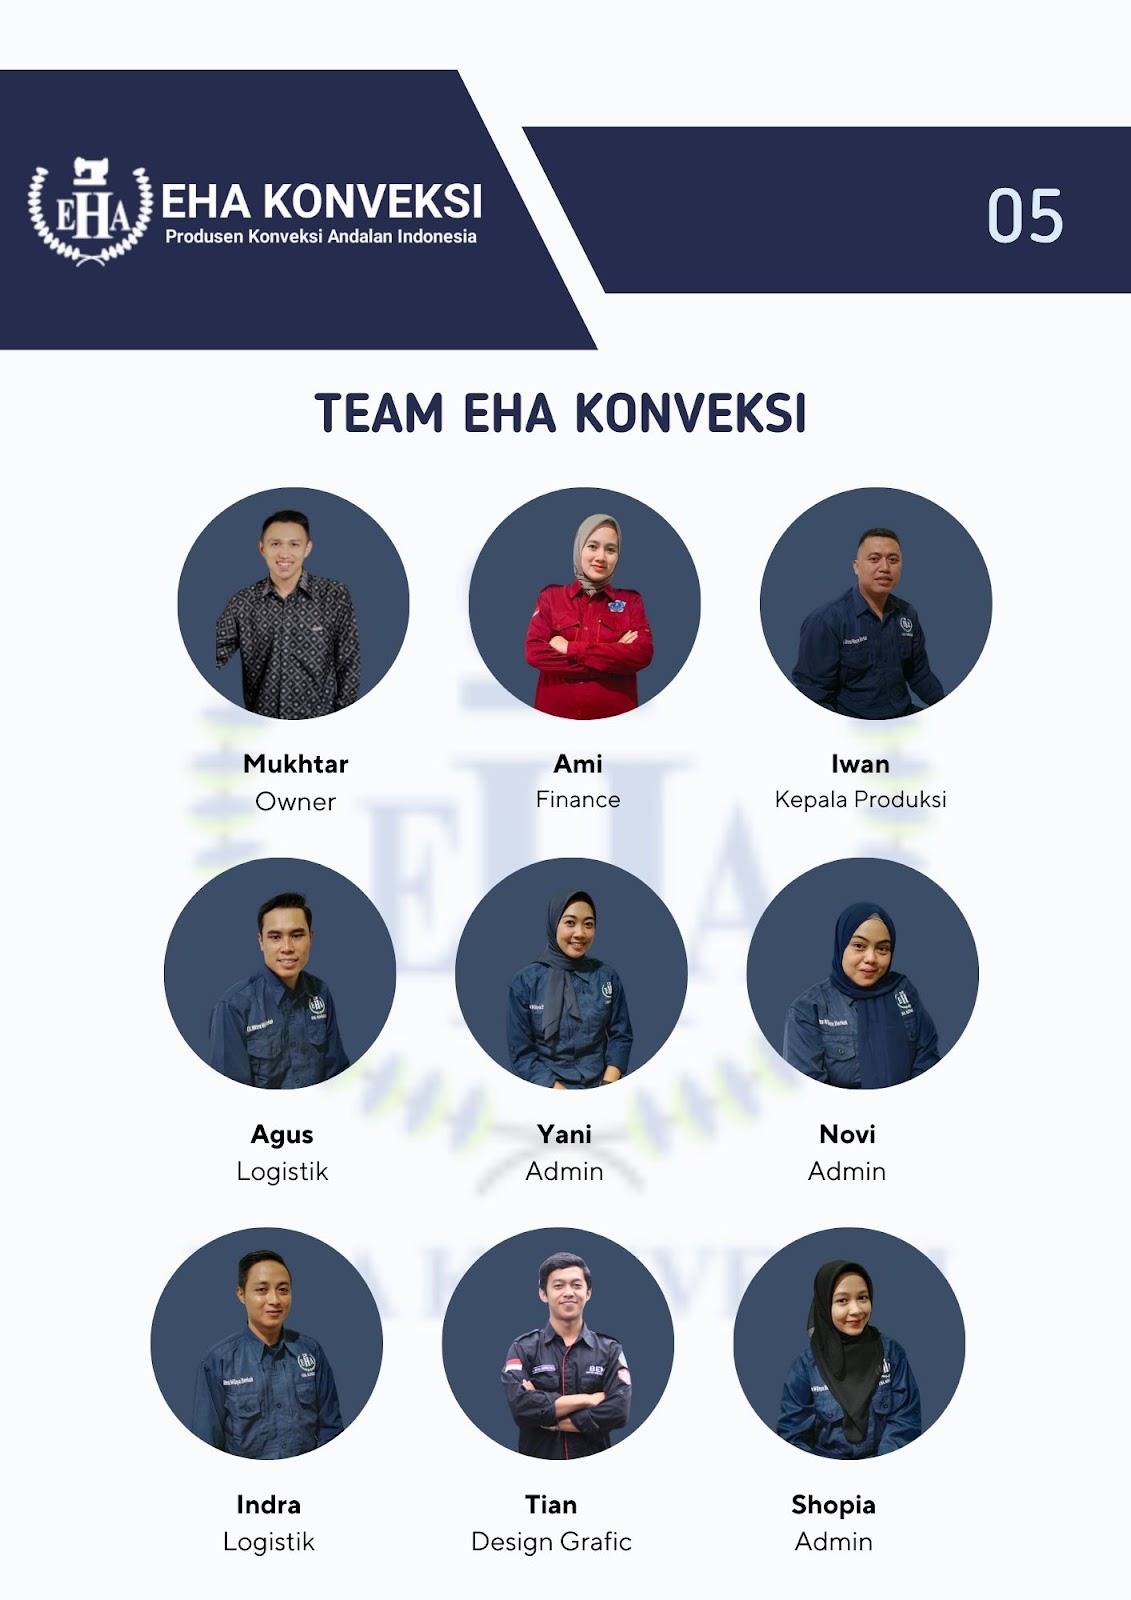 EHA
EHA KONVEKSI
Produsen Konveksi Andalan Indonesia
05
TEAM EHA KONVEKSI
Mukhtar
Owner
Ami
Finance
Iwan
Kepala Produksi
EHA
Agus
Logistik
Yani
Admin
Novi
Admin
Indra
Logistik
Tian
Design Grafic
Shopia
Admin